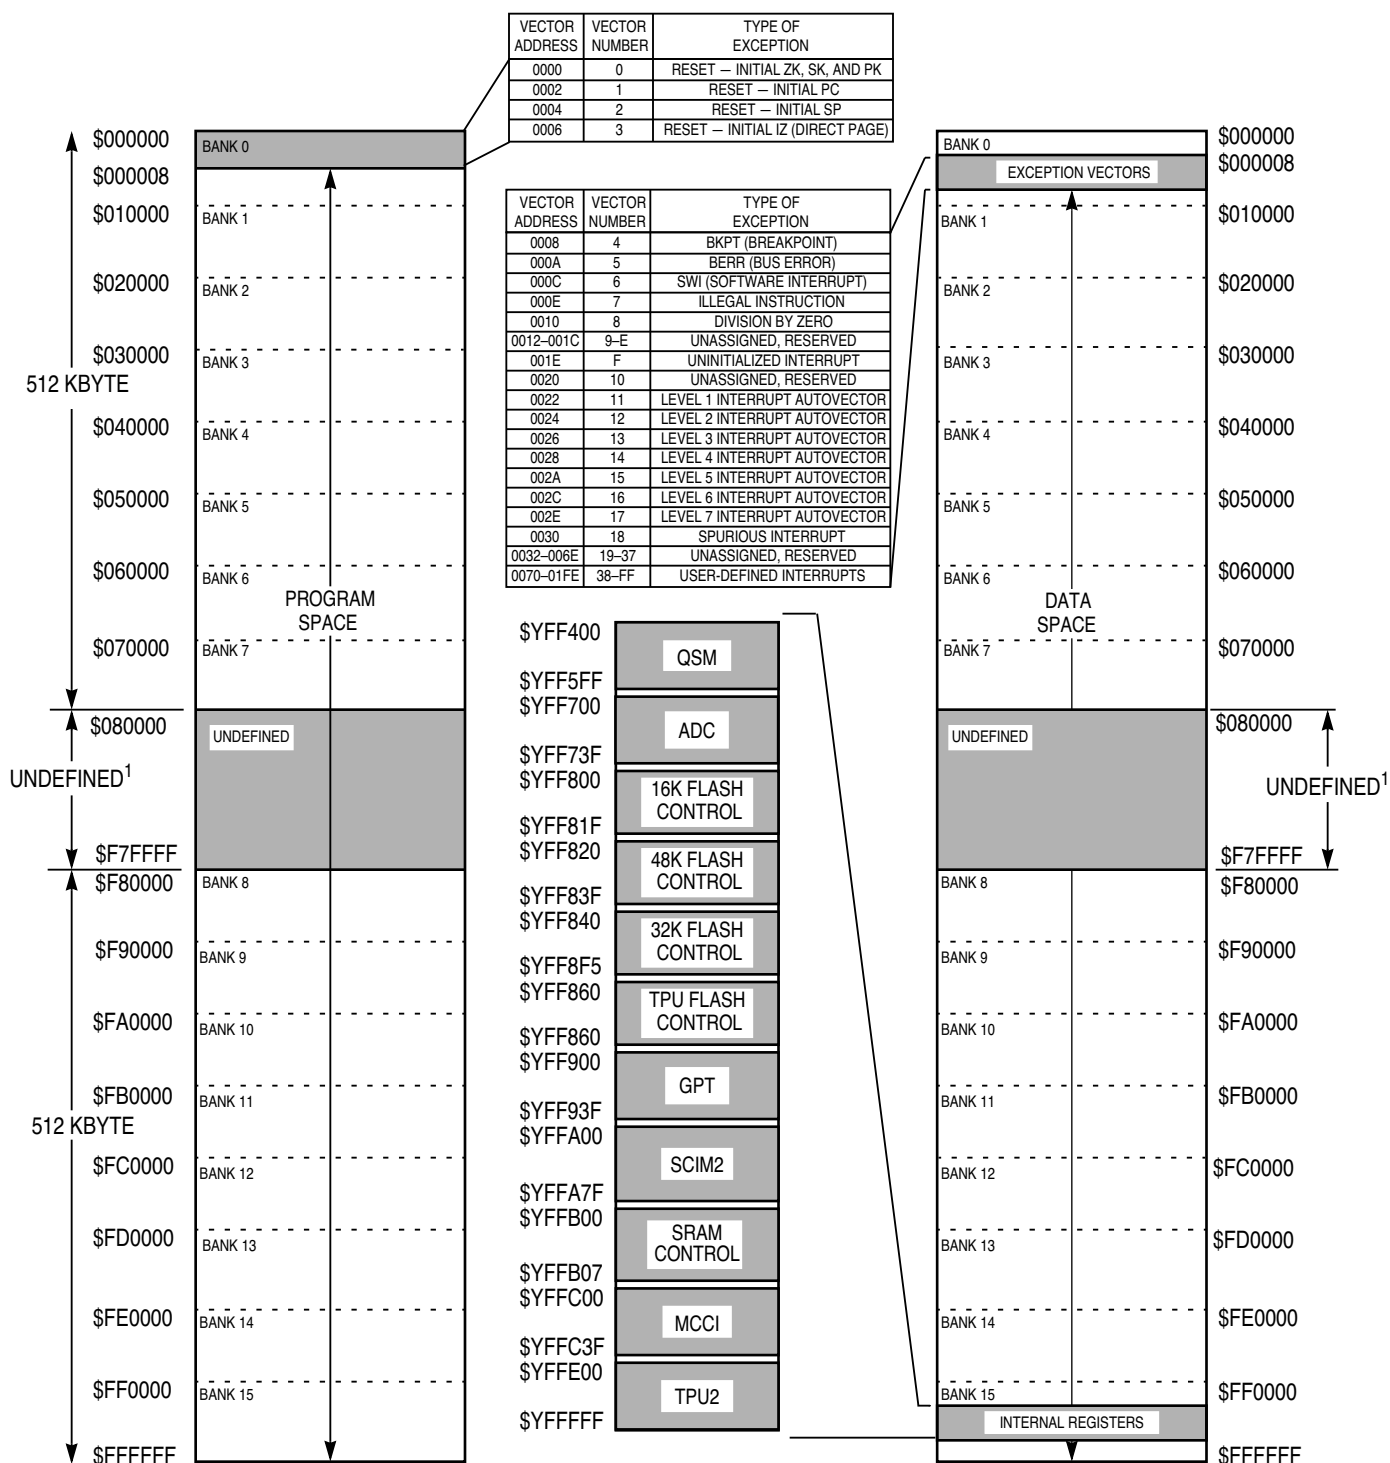 VECTOR ADDRESS VECTOR NUMBER TYPE OF EXCEPTION
0000 0 RESET — INITIAL ZK, SK, AND PK
0002 1 RESET — INITIAL PC
0004 2 RESET — INITIAL SP
0006 3 RESET — INITIAL IZ (DIRECT PAGE)
$000000
$000008
$010000
$020000
$030000
512 KBYTE
$040000
$050000
$060000
$070000
$080000
UNDEFINED1
$F7FFFF
$F80000
$F90000
$FA0000
$FB0000
512 KBYTE
$FC0000
$FD0000
$FE0000
$FF0000
$FFFFFF
BANK 0
BANK 1
BANK 2
BANK 3
BANK 4
BANK 5
BANK 6
PROGRAM
SPACE
BANK 7
UNDEFINED
BANK 8
BANK 9
BANK 10
BANK 11
BANK 12
BANK 13
BANK 14
BANK 15
VECTOR ADDRESS VECTOR NUMBER TYPE OF EXCEPTION
0008 4 BKPT (BREAKPOINT)
000A 5 BERR (BUS ERROR)
000C 6 SWI (SOFTWARE INTERRUPT)
000E 7 ILLEGAL INSTRUCTION
0010 8 DIVISION BY ZERO
0012–001C 9–E UNASSIGNED, RESERVED
001E F UNINITIALIZED INTERRUPT
0020 10 UNASSIGNED, RESERVED
0022 11 LEVEL 1 INTERRUPT AUTOVECTOR
0024 12 LEVEL 2 INTERRUPT AUTOVECTOR
0026 13 LEVEL 3 INTERRUPT AUTOVECTOR
0028 14 LEVEL 4 INTERRUPT AUTOVECTOR
002A 15 LEVEL 5 INTERRUPT AUTOVECTOR
002C 16 LEVEL 6 INTERRUPT AUTOVECTOR
002E 17 LEVEL 7 INTERRUPT AUTOVECTOR
0030 18 SPURIOUS INTERRUPT
0032–006E 19–37 UNASSIGNED, RESERVED
0070–01FE 38–FF USER-DEFINED INTERRUPTS
$YFF400
QSM
$YFF5FF
$YFF700
ADC
$YFF73F
$YFF800
16K FLASH
CONTROL
$YFF81F
$YFF820
48K FLASH
CONTROL
$YFF83F
$YFF840
32K FLASH
CONTROL
$YFF8F5
$YFF860
TPU FLASH
CONTROL
$YFF860
$YFF900
GPT
$YFF93F
$YFFA00
SCIM2
$YFFA7F
$YFFB00
SRAM
CONTROL
$YFFB07
$YFFC00
MCCI
$YFFC3F
$YFFE00
TPU2
$YFFFFF
BANK 0
EXCEPTION VECTORS
BANK 1
BANK 2
BANK 3
BANK 4
BANK 5
BANK 6
DATA
SPACE
BANK 7
UNDEFINED
BANK 8
BANK 9
BANK 10
BANK 11
BANK 12
BANK 13
BANK 14
BANK 15
INTERNAL REGISTERS
$000000
$000008
$010000
$020000
$030000
$040000
$050000
$060000
$070000
$080000
UNDEFINED1
$F7FFFF
$F80000
$F90000
$FA0000
$FB0000
$FC0000
$FD0000
$FE0000
$FF0000
$FFFFFF